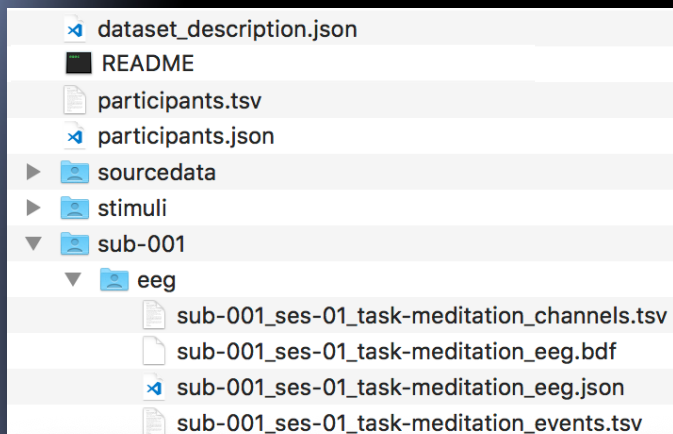 dataset_description.json
README
participants.tsv
participants.json
sourcedata
stimuli
sub-001
eeg
sub-001_ses-01_task-meditation_channels.tsv
sub-001_ses-01_task-meditation_eeg.bdf
sub-001_ses-01_task-meditation_eeg.json
sub-001_ses-01_task-meditation_events.tsv